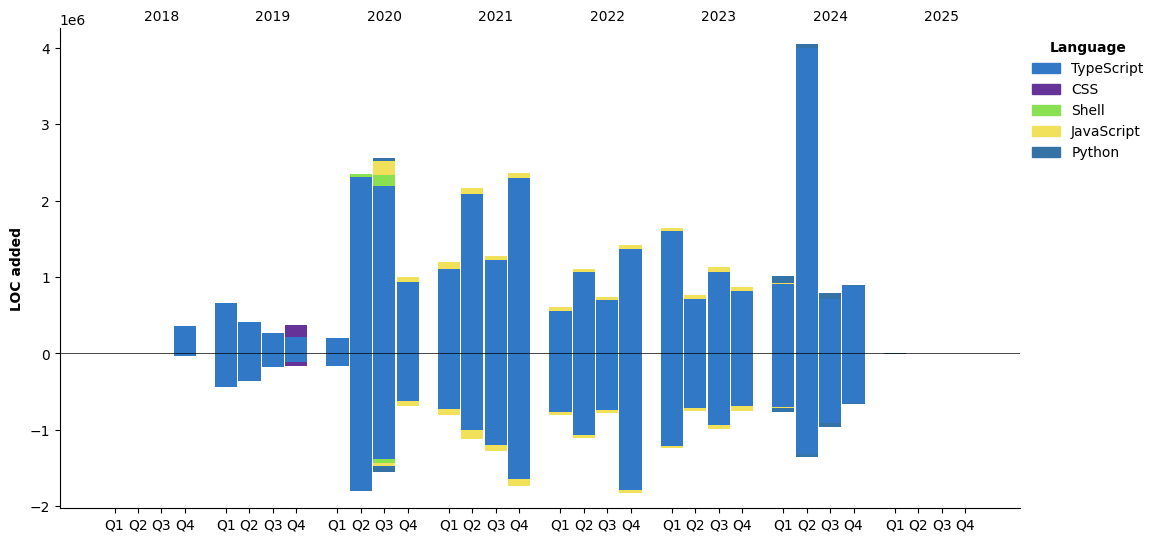 2018 2019 2020 2021 2022 2023 2024 2025
1e6
Language
TypeScript
CSS
Shell
JavaScript
Python
LOC added
4
3
2
1
0
−1
−2
Q1 Q2 Q3 Q4 Q1 Q2 Q3 Q4 Q1 Q2 Q3 Q4 Q1 Q2 Q3 Q4 Q1 Q2 Q3 Q4 Q1 Q2 Q3 Q4 Q1 Q2 Q3 Q4 Q1 Q2 Q3 Q4